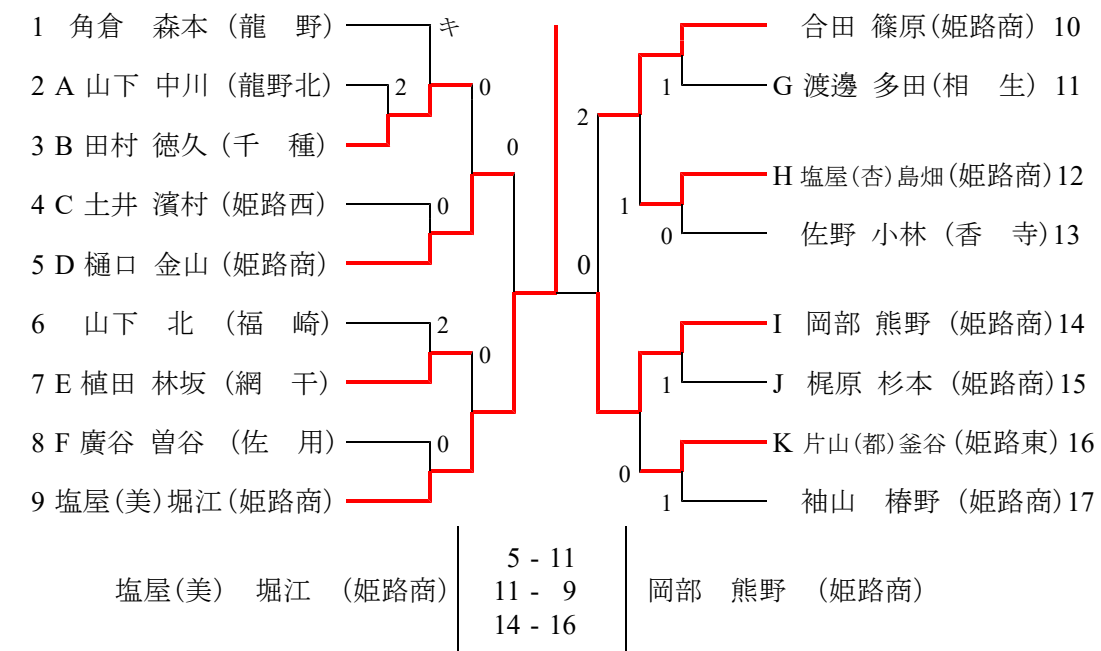 1 角倉 森本 (龍 野)
キ
2 A 山下 中川 (龍野北)
2
0
3 B 田村 徳久 (千 種)
0
4 C 土井 濱村 (姫路西)
0
5 D 樋口 金山 (姫路商)
6 山下 北 (福 崎)
2
0
7 E 植田 林坂 (網 干)
8 F 廣谷 曽谷 (佐 用)
0
9 塩屋(美)堀江(姫路商)
合田 篠原(姫路商) 10
1
G 渡邊 多田(相 生) 11
2
H 塩屋(杏)島畑(姫路商)12
1
0
佐野 小林 (香 寺)13
0
I 岡部 熊野 (姫路商)14
1
J 梶原 杉本 (姫路商)15
K 片山(都)釜谷(姫路東) 16
0
1
袖山 椿野 (姫路商)17
塩屋(美) 堀江 (姫路商)
5 - 11
11 - 9
14 - 16
岡部 熊野 (姫路商)